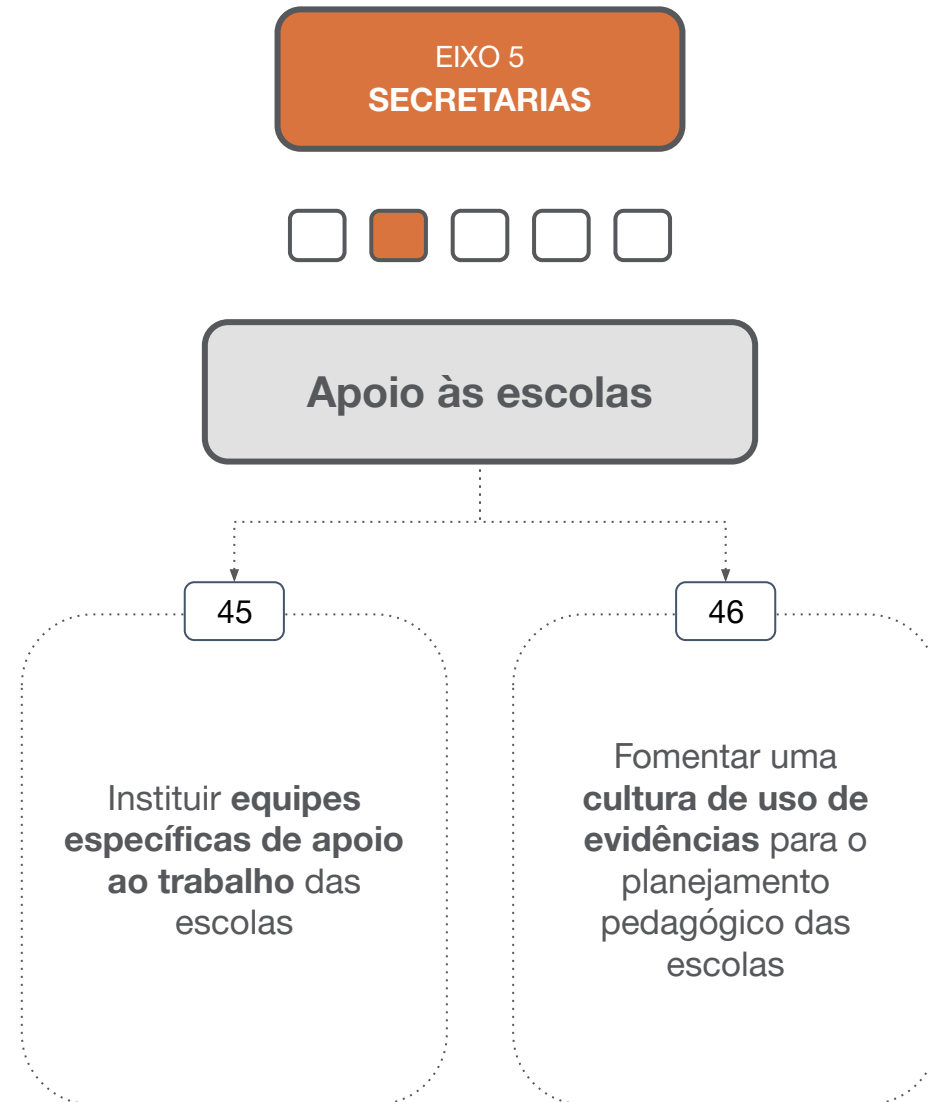 EIXO 5
SECRETARIAS
Apoio às escolas
45
Instituir equipes
específicas de apoio
ao trabalho das
escolas
46
Fomentar uma
cultura de uso de
evidências para o
planejamento
pedagógico das
escolas